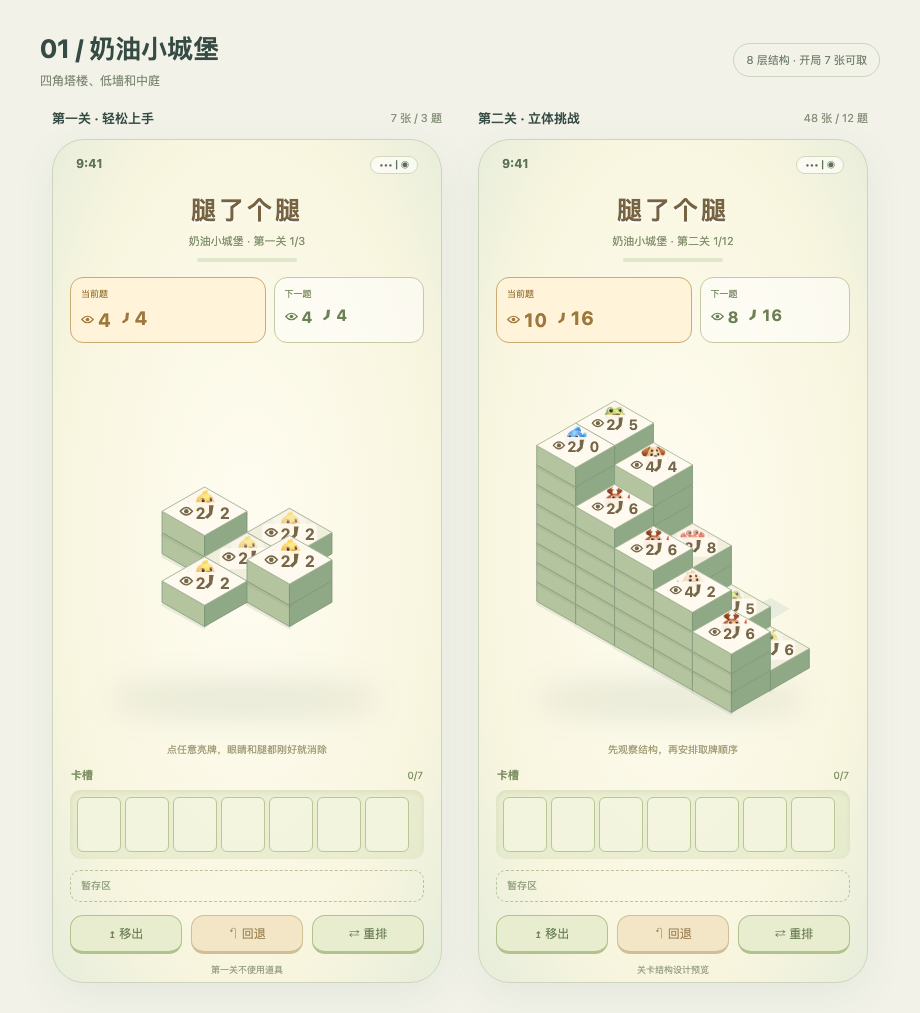 01 / 奶油小城堡
四角塔楼、低墙和中庭
8 层结构 · 开局 7 张可取
第一关 · 轻松上手
7 张 / 3 题
9:41
腿了个腿
奶油小城堡 · 第一关 1/3
当前题
4 4
下一题
4 4
2 2
2 2
2
2 2
2 2
点任意亮牌，眼睛和腿都刚好就消除
卡槽
0/7
暂存区
移出
回退
重排
第一关不使用道具
第二关 · 立体挑战
48 张 / 12 题
9:41
腿了个腿
奶油小城堡 · 第二关 1/12
当前题
10 16
下一题
8 16
2 5
2 0
4 4
2 6
2 6
8
4 2
5
2 6
6
先观察结构，再安排取牌顺序
卡槽
0/7
暂存区
移出
回退
重排
关卡结构设计预览